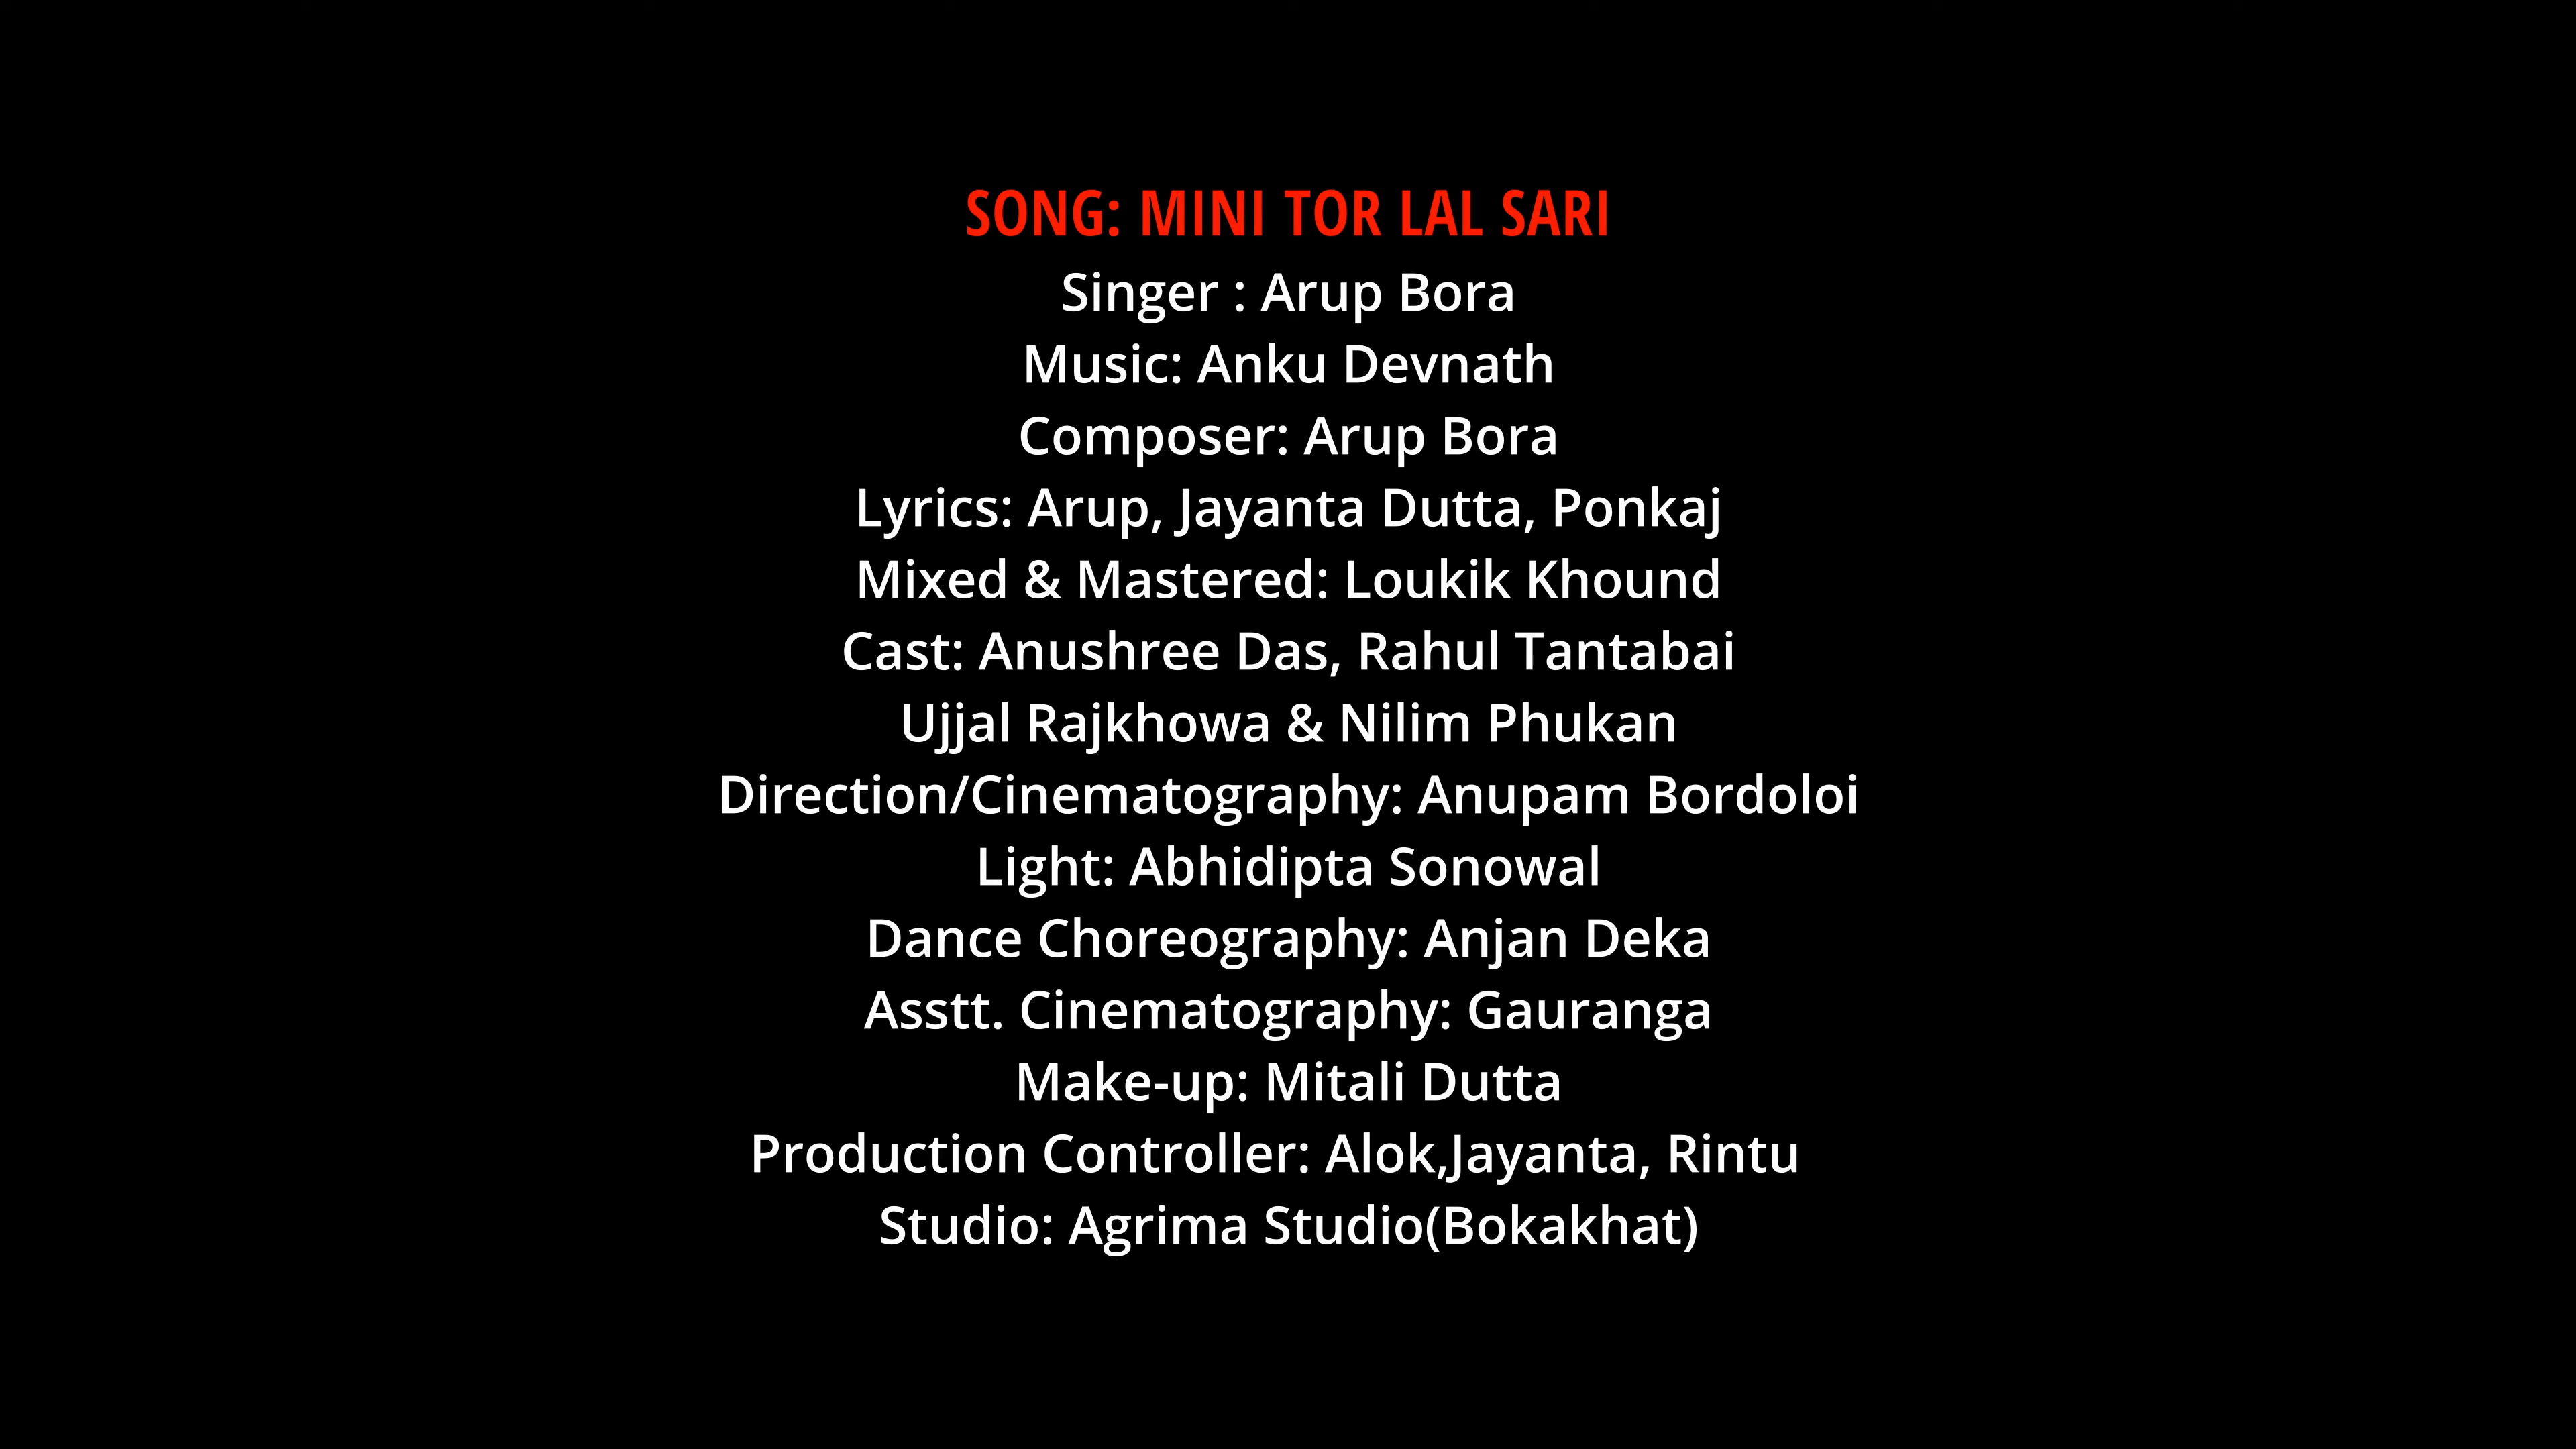 SONG: MINI TOR LAL SARI
Singer : Arup Bora
Music: Anku Devnath
Composer: Arup Bora
Lyrics: Arup, Jayanta Dutta, Ponkaj
Mixed & Mastered: Loukik Khound
Cast: Anushree Das, Rahul Tantabai
Ujjal Rajkhowa & Nilim Phukan
Direction/Cinematography: Anupam Bordoloi
Light: Abhidipta Sonowal
Dance Choreography: Anjan Deka
Asstt. Cinematography: Gauranga
Make-up: Mitali Dutta
Production Controller: Alok,Jayanta, Rintu
Studio: Agrima Studio(Bokakhat)